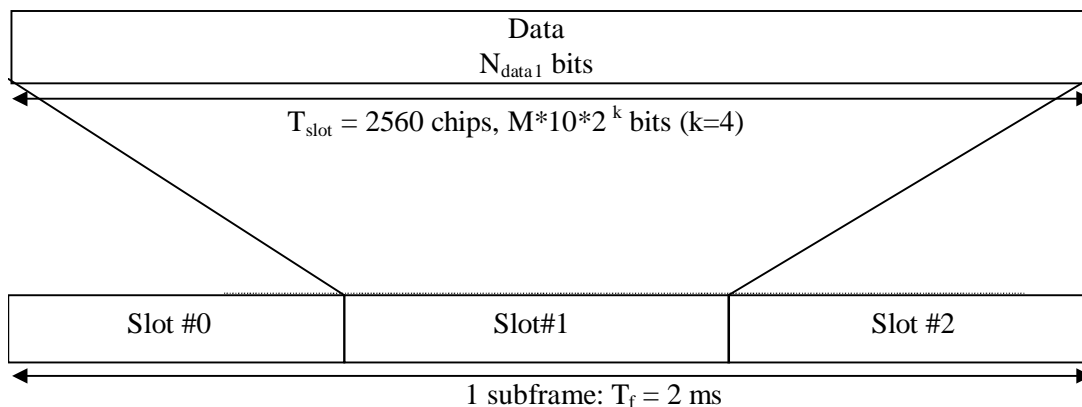 Data
N_data1 bits
T_slot = 2560 chips, M*10*2^k bits (k=4)
Slot #0 Slot#1 Slot #2
1 subframe: T_f = 2 ms